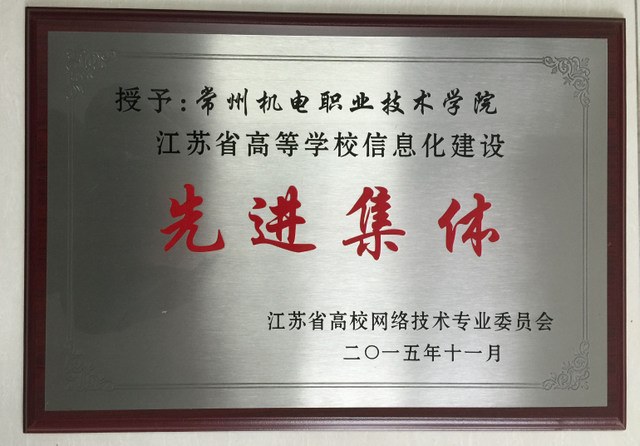 授予:常州机电职业技术学院
江苏省高等学校信息化建设
先进集体
江苏省高校网络技术专业委员会
二〇一五年十一月